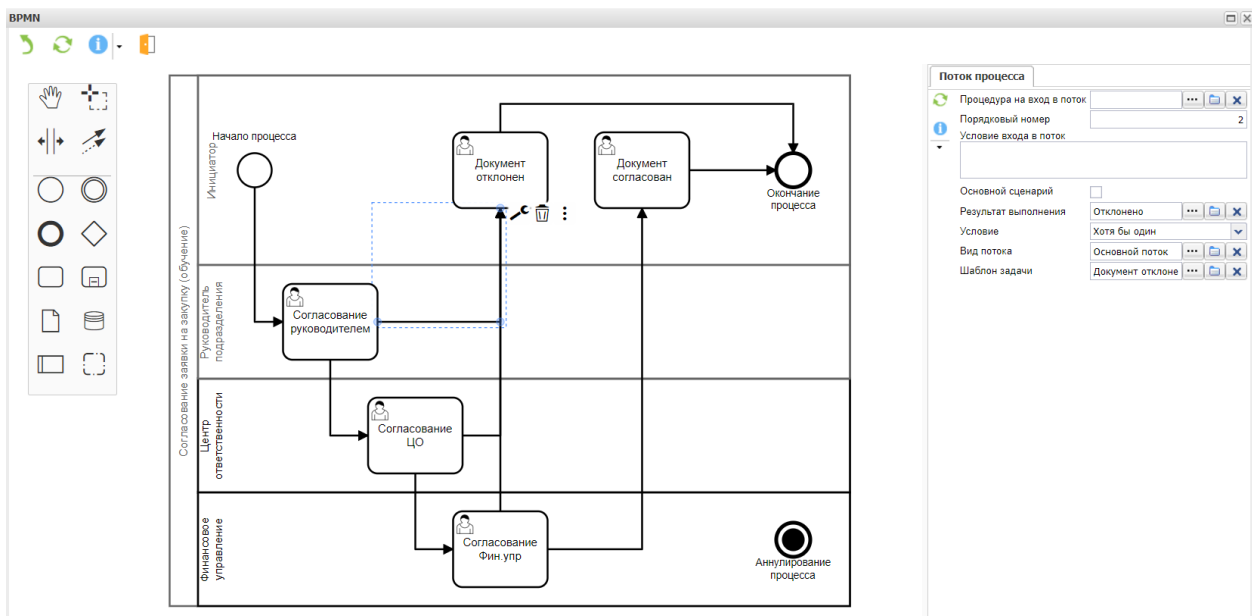 BPMN
Согласование заявки на закупку (обучение)
Инициатор
Начало процесса
Документ
отклонен
Документ
согласован
Окончание
процесса
Руководитель
подразделения
Согласование
руководителем
Центр
ответственности
Согласование
ЦО
Финансовое
управление
Согласование
Фин.упр
Аннулирование
процесса
Поток процесса
Процедура на вход в поток
Порядковый номер 2
Условие входа в поток
Основной сценарий
Результат выполнения Отклонено
Условие Хотя бы один
Вид потока Основной поток
Шаблон задачи Документ отклоне